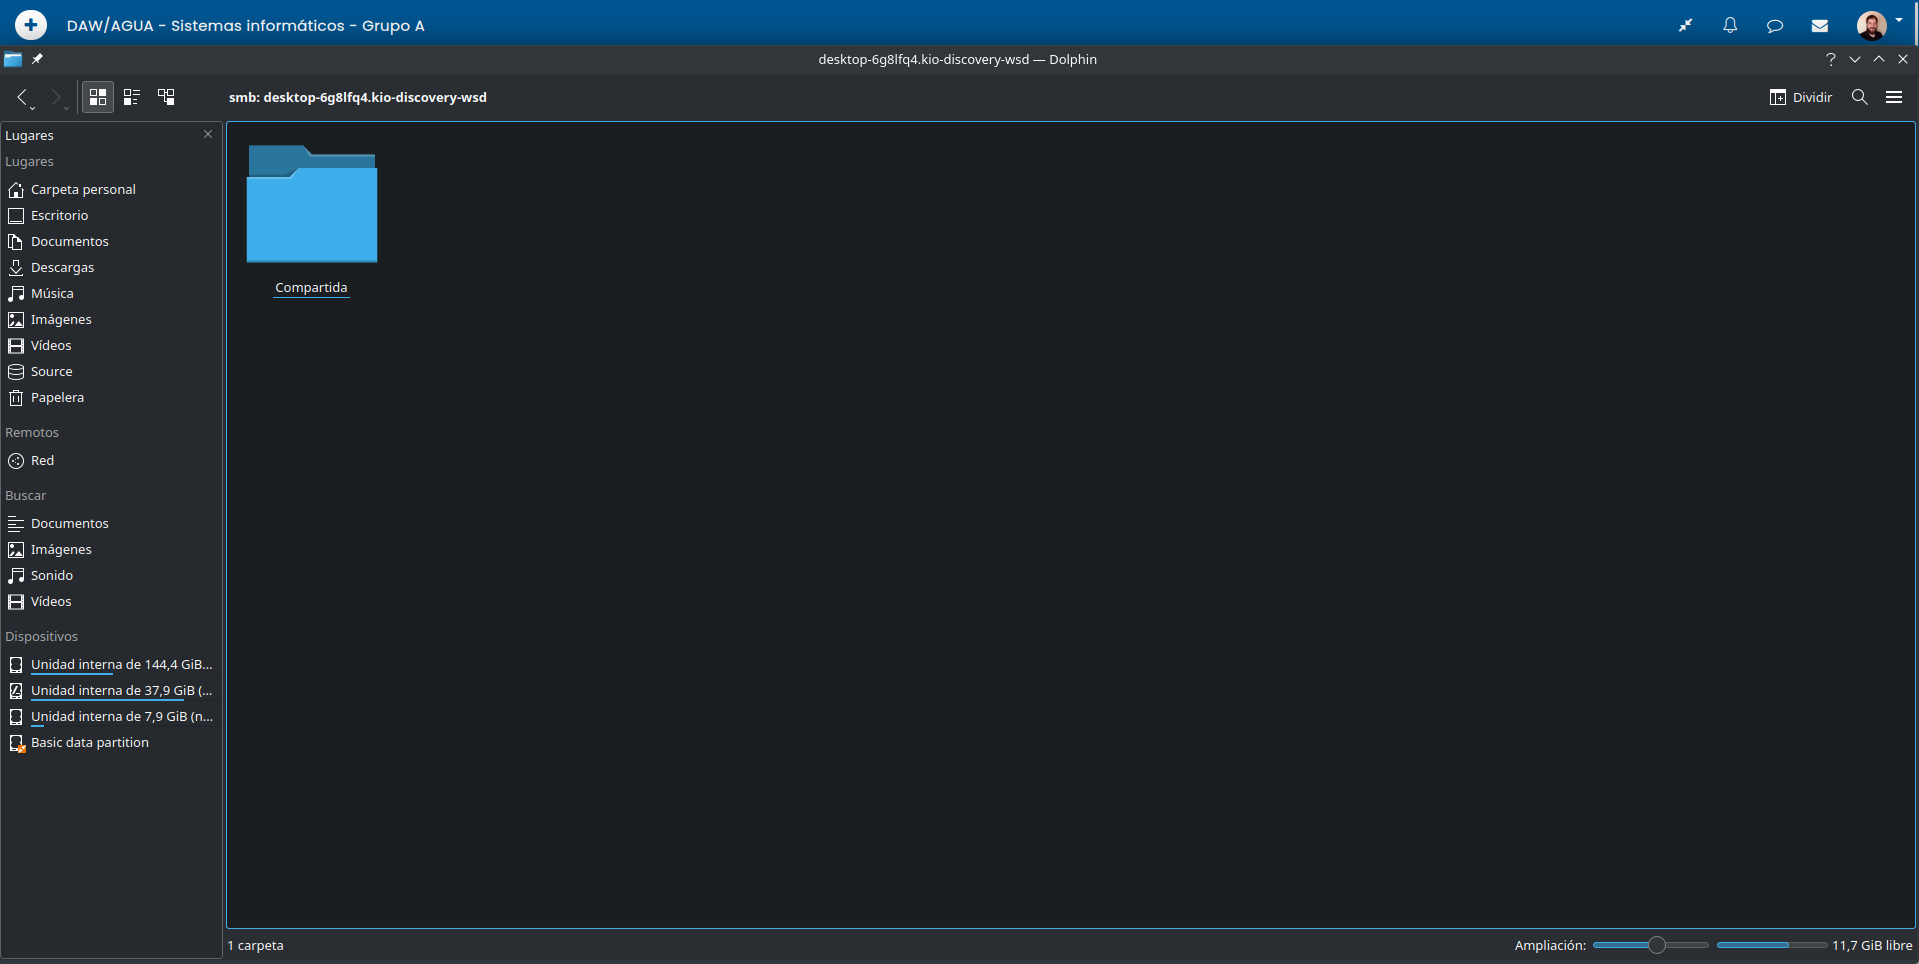 DAW/AGUA - Sistemas informáticos - Grupo A
desktop-6g8lfq4.kio-discovery-wsd — Dolphin
smb: desktop-6g8lfq4.kio-discovery-wsd
Dividir
Lugares
Lugares
Carpeta personal
Escritorio
Documentos
Descargas
Música
Imágenes
Vídeos
Source
Papelera
Remotos
Red
Buscar
Documentos
Imágenes
Sonido
Vídeos
Dispositivos
Unidad interna de 144,4 GiB...
Unidad interna de 37,9 GiB (...
Unidad interna de 7,9 GiB (n...
Basic data partition
Compartida
1 carpeta
Ampliación:
11,7 GiB libre